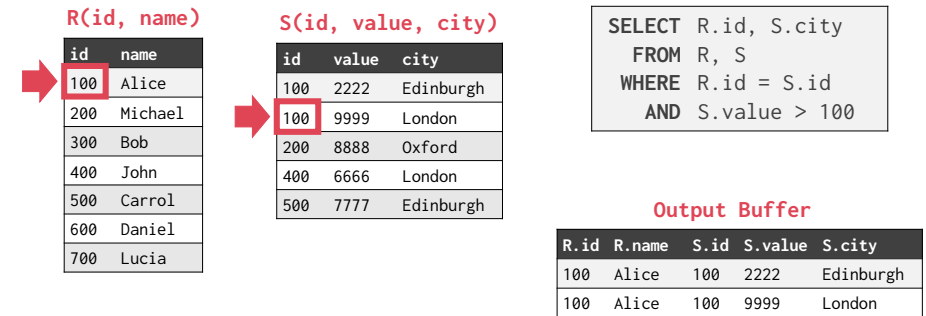 R(id, name)
id name
100 Alice
200 Michael
300 Bob
400 John
500 Carrol
600 Daniel
700 Lucia
S(id, value, city)
id value city
100 2222 Edinburgh
100 9999 London
200 8888 Oxford
400 6666 London
500 7777 Edinburgh
SELECT R.id, S.city
FROM R, S
WHERE R.id = S.id
AND S.value > 100
Output Buffer
R.id R.name S.id S.value S.city
100 Alice 100 2222 Edinburgh
100 Alice 100 9999 London